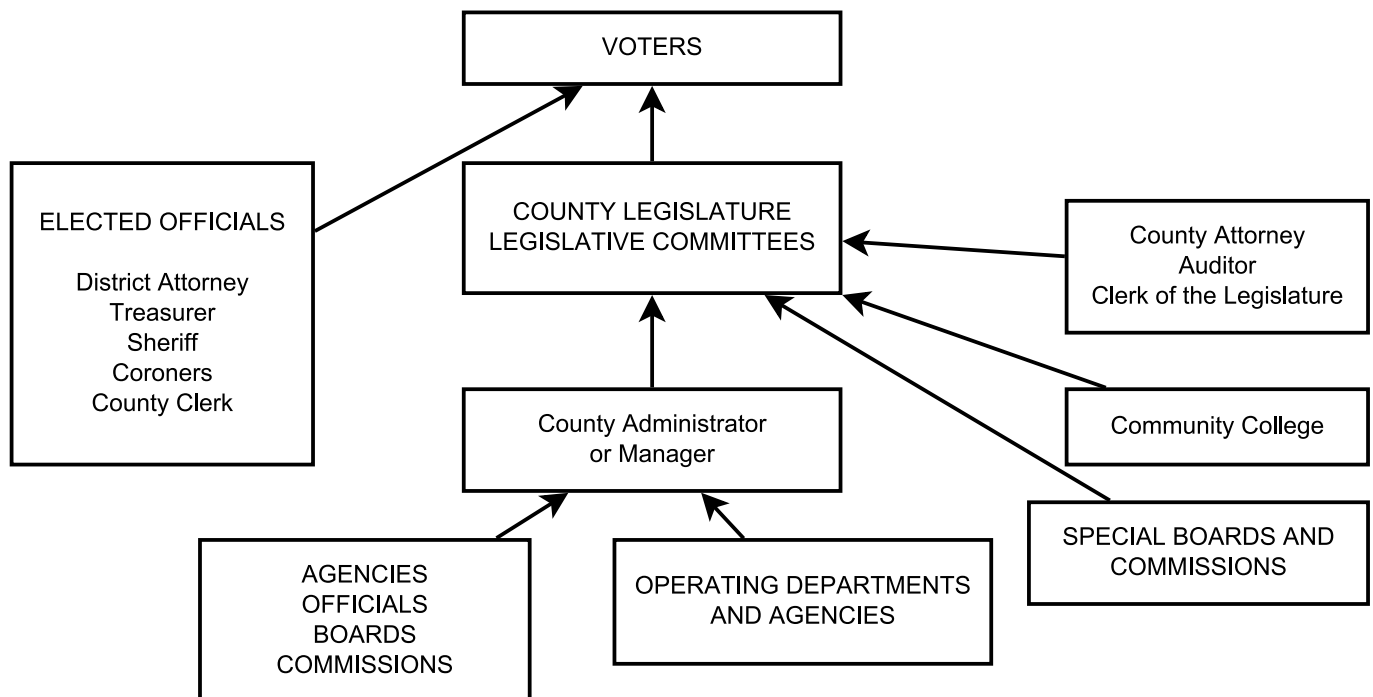 VOTERS
ELECTED OFFICIALS
District Attorney
Treasurer
Sheriff
Coroners
County Clerk
COUNTY LEGISLATURE
LEGISLATIVE COMMITTEES
County Attorney
Auditor
Clerk of the Legislature
County Administrator
or Manager
Community College
AGENCIES
OFFICIALS
BOARDS
COMMISSIONS
OPERATING DEPARTMENTS
AND AGENCIES
SPECIAL BOARDS AND
COMMISSIONS